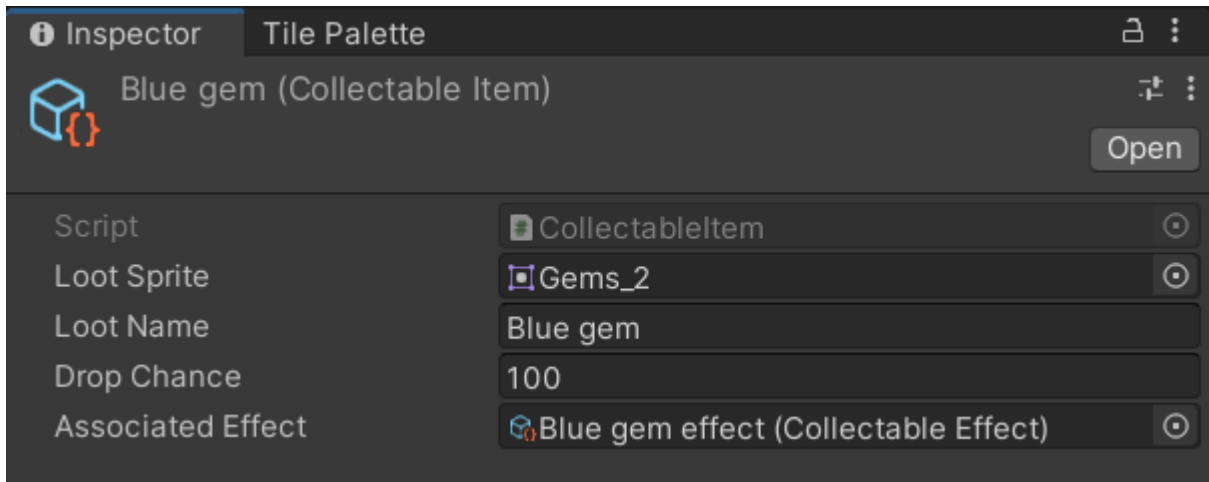 Inspector Tile Palette
Blue gem (Collectable Item)
Open
Script CollectableItem
Loot Sprite Gems_2
Loot Name Blue gem
Drop Chance 100
Associated Effect Blue gem effect (Collectable Effect)